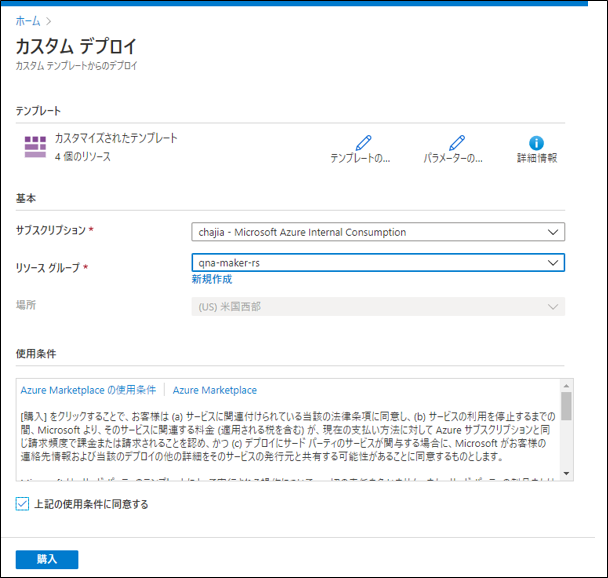 ホーム >
カスタム デプロイ
カスタム テンプレートからのデプロイ
テンプレート
カスタマイズされたテンプレート
4 個のリソース
テンプレートの...
パラメーターの...
詳細情報
基本
サブスクリプション *
chajia - Microsoft Azure Internal Consumption
リソース グループ *
qna-maker-rs
新規作成
場所
(US) 米国西部
使用条件
Azure Marketplace の使用条件 | Azure Marketplace
[購入] をクリックすることで、お客様は (a) サービスに関連付けられている当該の法律条項に同意し、(b) サービスの利用を停止するまでの
間、Microsoft より、そのサービスに関連する料金 (適用される税を含む) が、現在の支払い方法に対して Azure サブスクリプションと同
じ請求頻度で課金または請求されることを認め、かつ (c) デプロイにサード パーティのサービスが関与する場合に、Microsoft がお客様の
連絡先情報および当該のデプロイの他の詳細をそのサービスの発行元と共有する可能性があることに同意するものとします。
上記の使用条件に同意する
購入